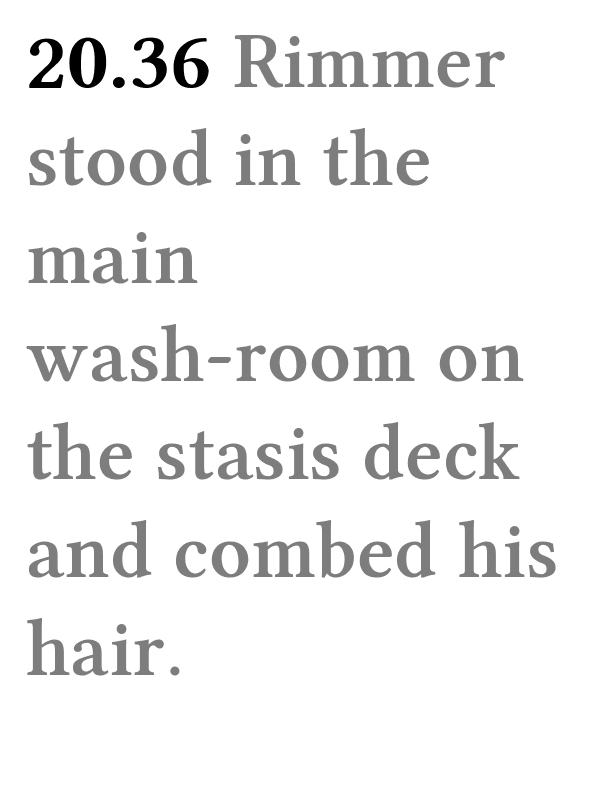 20.36 Rimmer
stood in the
main
wash-room on
the stasis deck
and combed his
hair.